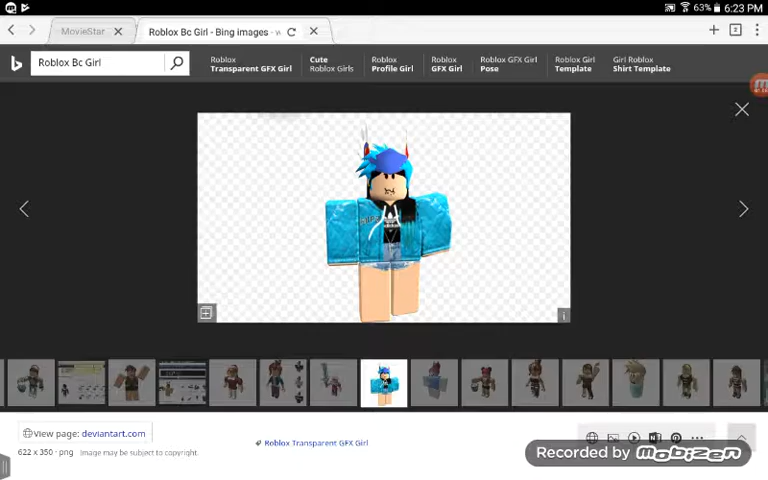 63% 6:23 PM
MovieStar
Roblox Bc Girl - Bing images -
Roblox Bc Girl
Roblox
Transparent GFX Girl
Cute
Roblox Girls
Roblox
Profile Girl
Roblox
GFX Girl
Roblox GFX Girl
Pose
Roblox Girl
Template
Girl Roblox
Shirt Template
View page: deviantart.com
622 x 350 · png Image may be subject to copyright.
Roblox Transparent GFX Girl
Recorded by mobizen